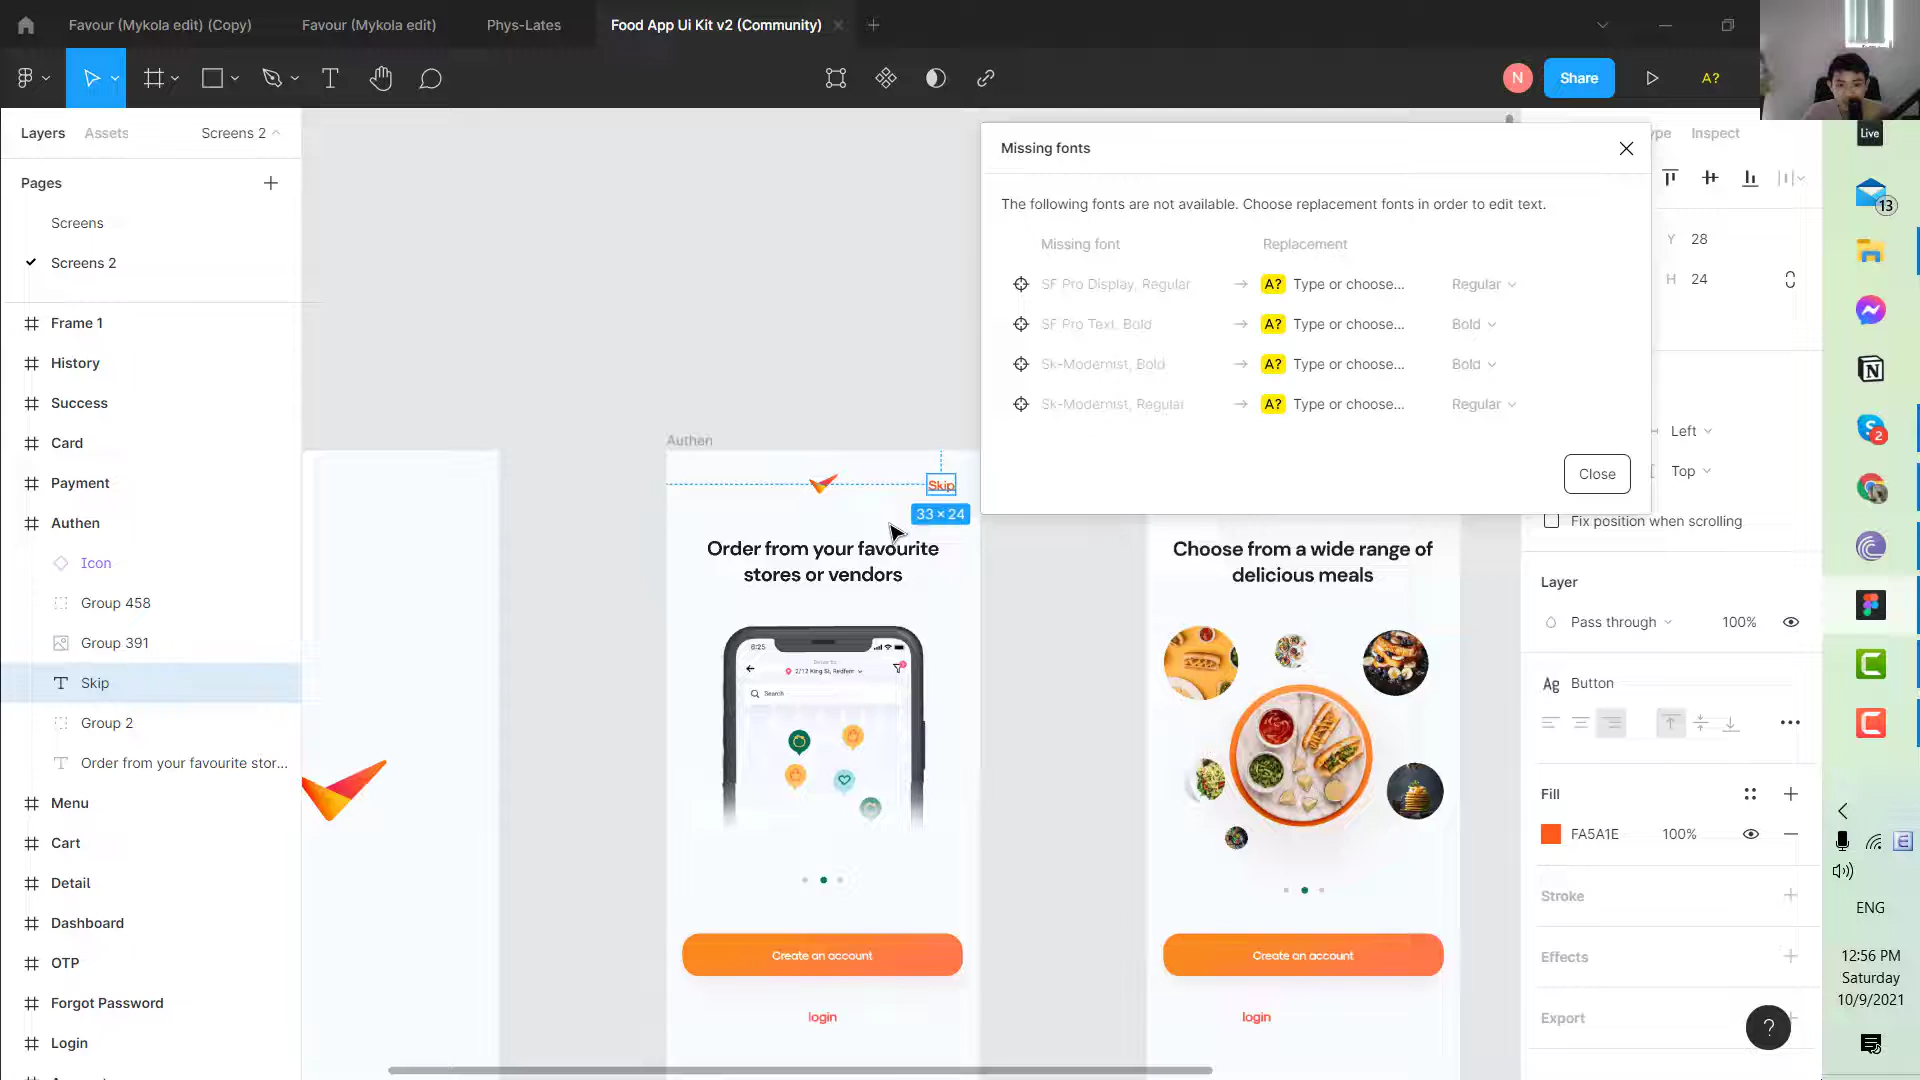 Favour (Mykola edit) (Copy)
Favour (Mykola edit)
Phys-Lates
Food App Ui Kit v2 (Community)
N
Share
A?
Live
Layers
Assets
Screens 2
Inspect
Pages
Screens
Screens 2
Frame 1
History
Success
Card
Payment
Authen
Icon
Group 458
Group 391
Skip
Group 2
Order from your favourite stor...
Menu
Cart
Detail
Dashboard
OTP
Forgot Password
Login
Missing fonts
The following fonts are not available. Choose replacement fonts in order to edit text.
Missing font
Replacement
SF Pro Display, Regular
A?
Type or choose...
Regular
SF Pro Text, Bold
A?
Type or choose...
Bold
Sk-Modernist, Bold
A?
Type or choose...
Bold
Sk-Modernist, Regular
A?
Type or choose...
Regular
Close
Authen
Skip
33 × 24
Order from your favourite
stores or vendors
2/12 King St, Redfern
Search
Create an account
login
Choose from a wide range of
delicious meals
Create an account
login
Y 28
H 24
Left
Top
Fix position when scrolling
Layer
Pass through
100%
Ag
Button
Fill
FA5A1E
100%
Stroke
Effects
Export
?
13
2
ENG
12:56 PM
Saturday
10/9/2021